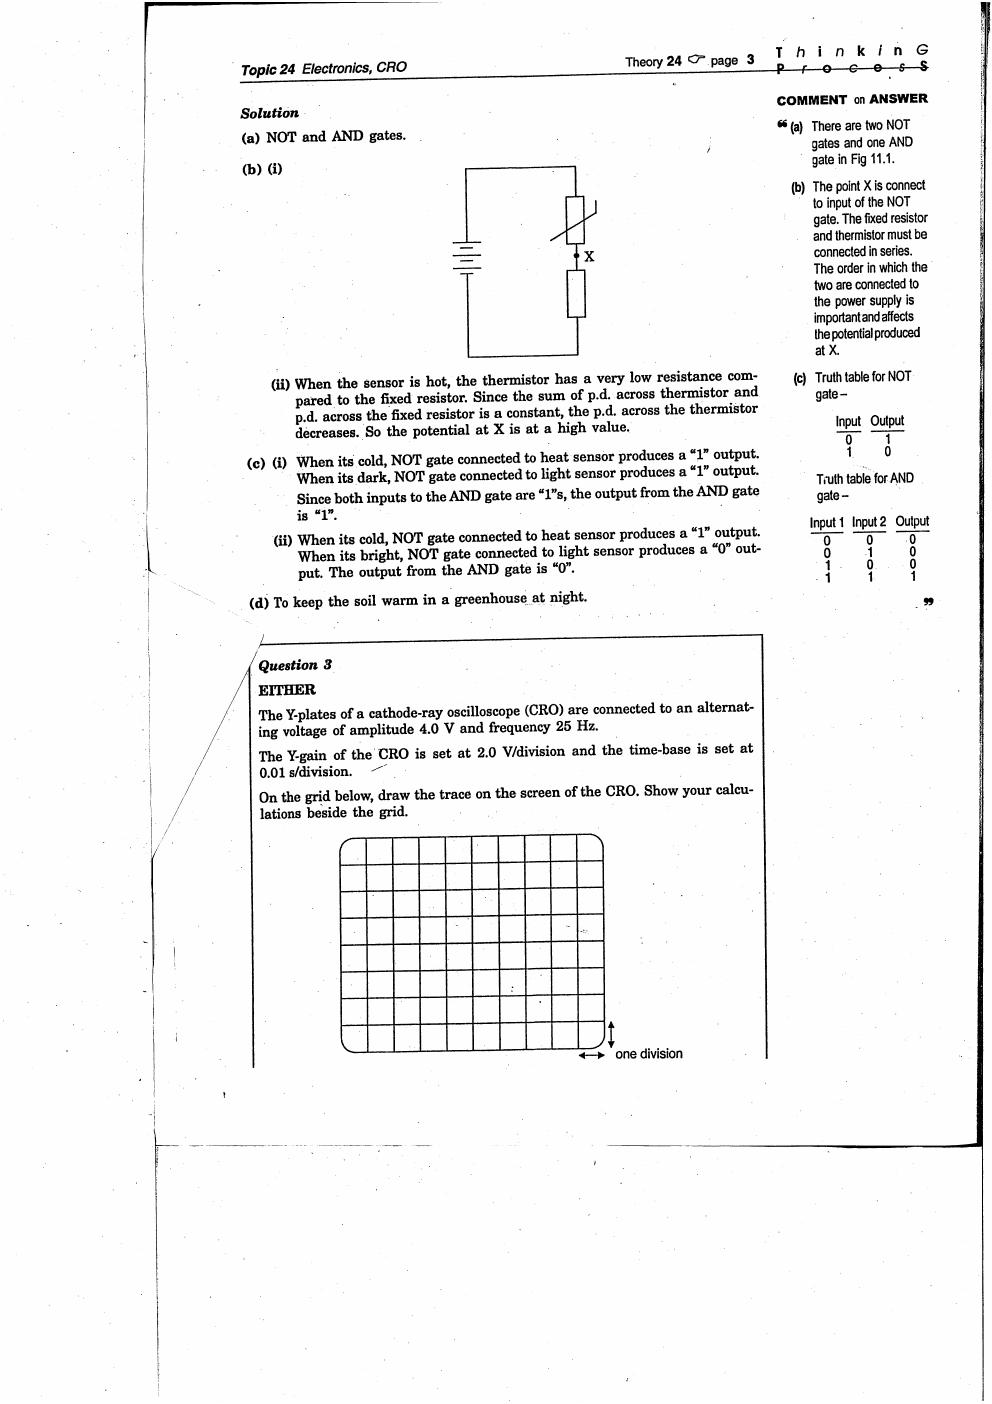 Topic 24 Electronics, CRO
Theory 24 page 3
ThinkinG
ProcessS
Solution
(a) NOT and AND gates.
(b) (i)
X
(ii) When the sensor is hot, the thermistor has a very low resistance com-
pared to the fixed resistor. Since the sum of p.d. across thermistor and
p.d. across the fixed resistor is a constant, the p.d. across the thermistor
decreases. So the potential at X is at a high value.
(c) (i) When its cold, NOT gate connected to heat sensor produces a “1” output.
When its dark, NOT gate connected to light sensor produces a “1” output.
Since both inputs to the AND gate are “1”s, the output from the AND gate
is “1”.
(ii) When its cold, NOT gate connected to heat sensor produces a “1” output.
When its bright, NOT gate connected to light sensor produces a “0” out-
put. The output from the AND gate is “0”.
(d) To keep the soil warm in a greenhouse at night.
COMMENT on ANSWER
“ (a) There are two NOT
gates and one AND
gate in Fig 11.1.
(b) The point X is connect
to input of the NOT
gate. The fixed resistor
and thermistor must be
connected in series.
The order in which the
two are connected to
the power supply is
important and affects
the potential produced
at X.
(c) Truth table for NOT
gate –
Input Output
0 1
1 0
Truth table for AND
gate –
Input 1 Input 2 Output
0 0 0
0 1 0
1 0 0
1 1 1
”
Question 3
EITHER
The Y-plates of a cathode-ray oscilloscope (CRO) are connected to an alternat-
ing voltage of amplitude 4.0 V and frequency 25 Hz.
The Y-gain of the CRO is set at 2.0 V/division and the time-base is set at
0.01 s/division.
On the grid below, draw the trace on the screen of the CRO. Show your calcu-
lations beside the grid.
one division